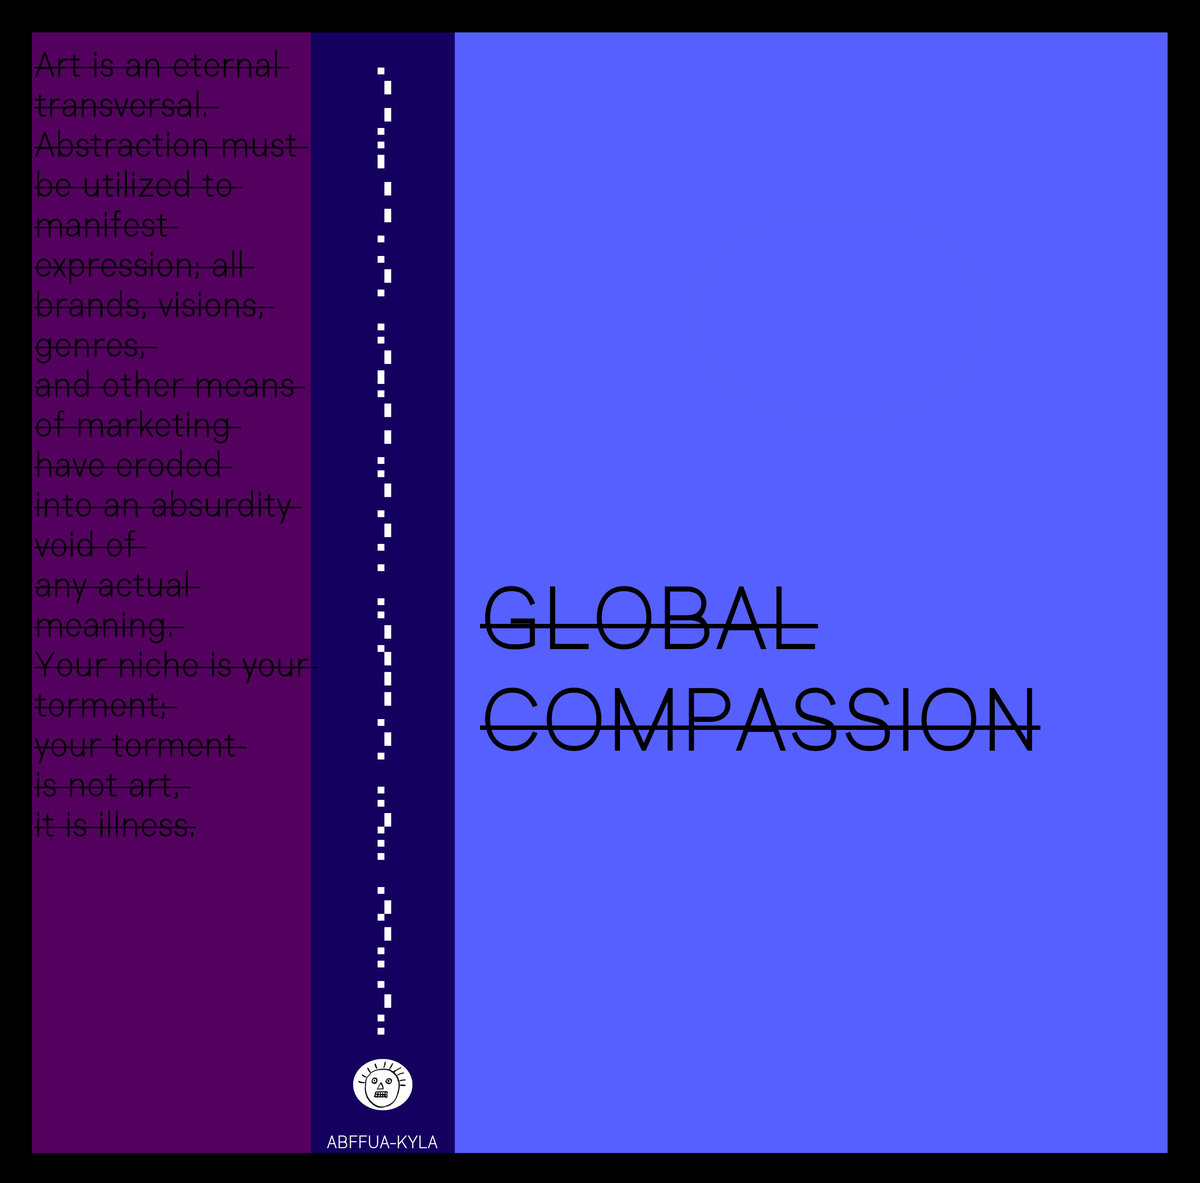 Art is an eternal
transversal.
Abstraction must
be utilized to
manifest
expression; all
brands, visions,
genres,
and other means
of marketing
have eroded
into an absurdity
void of
any actual
meaning.
Your niche is your
torment;
your torment
is not art,
it is illness.
ABFFUA-KYLA
GLOBAL
COMPASSION